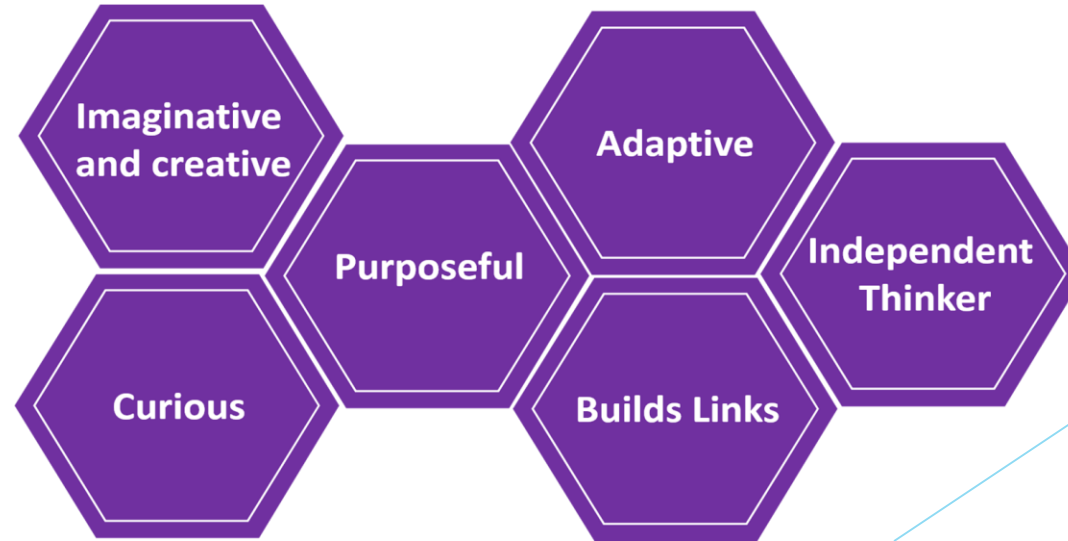 Imaginative
and creative
Adaptive
Purposeful
Independent
Thinker
Curious
Builds Links